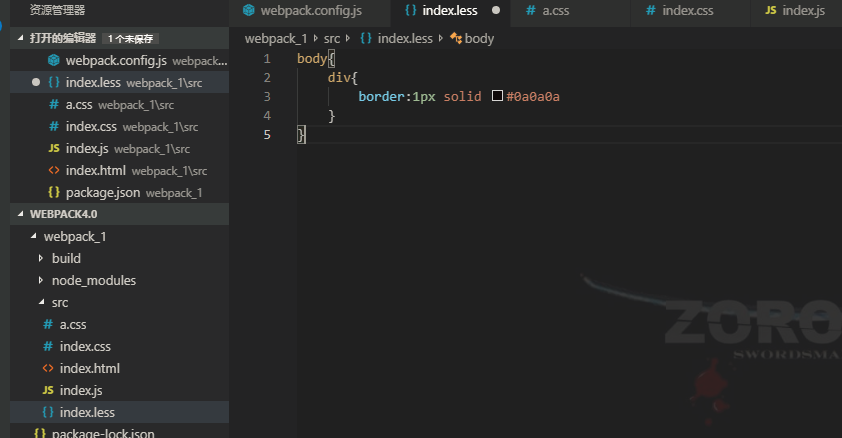 资源管理器
webpack.config.js
index.less
a.css
index.css
index.js
打开的编辑器 1 个未保存
webpack.config.js webpack...
index.less webpack_1\src
a.css webpack_1\src
index.css webpack_1\src
JS index.js webpack_1\src
index.html webpack_1\src
package.json webpack_1
WEBPACK4.0
webpack_1
build
node_modules
src
a.css
index.css
index.html
JS index.js
index.less
package-lock.json
webpack_1 › src › {} index.less › body
1 body{
2 div{
3 border:1px solid #0a0a0a
4 }
5 }
ZORO
SWORDSMA